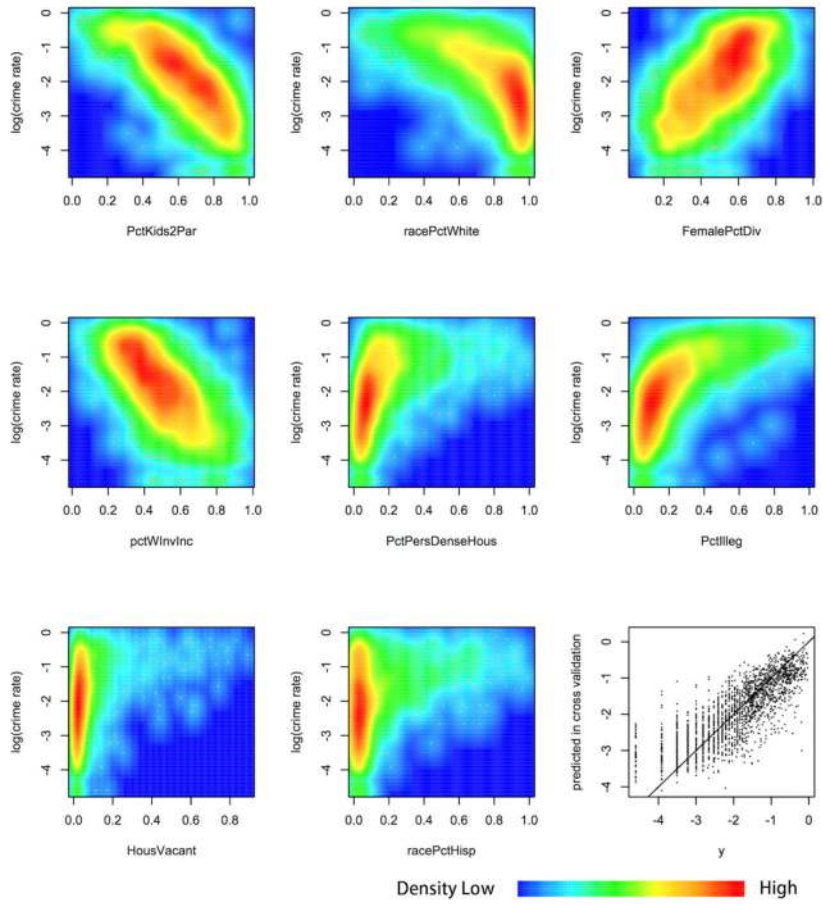 0
-1
-2
-3
-4
log(crime rate)
0.0 0.2 0.4 0.6 0.8 1.0
PctKids2Par
0
-1
-2
-3
-4
log(crime rate)
0.0 0.2 0.4 0.6 0.8 1.0
racePctWhite
0
-1
-2
-3
-4
log(crime rate)
0.0 0.2 0.4 0.6 0.8 1.0
FemalePctDiv
0
-1
-2
-3
-4
log(crime rate)
0.0 0.2 0.4 0.6 0.8 1.0
pctWInvInc
0
-1
-2
-3
-4
log(crime rate)
0.0 0.2 0.4 0.6 0.8 1.0
PctPersDenseHous
0
-1
-2
-3
-4
log(crime rate)
0.0 0.2 0.4 0.6 0.8 1.0
PctIlleg
0
-1
-2
-3
-4
log(crime rate)
0.0 0.2 0.4 0.6 0.8
HousVacant
0
-1
-2
-3
-4
log(crime rate)
0.0 0.2 0.4 0.6 0.8 1.0
racePctHisp
0
-1
-2
-3
-4
predicted in cross validation
-4 -3 -2 -1 0
y
Density Low High